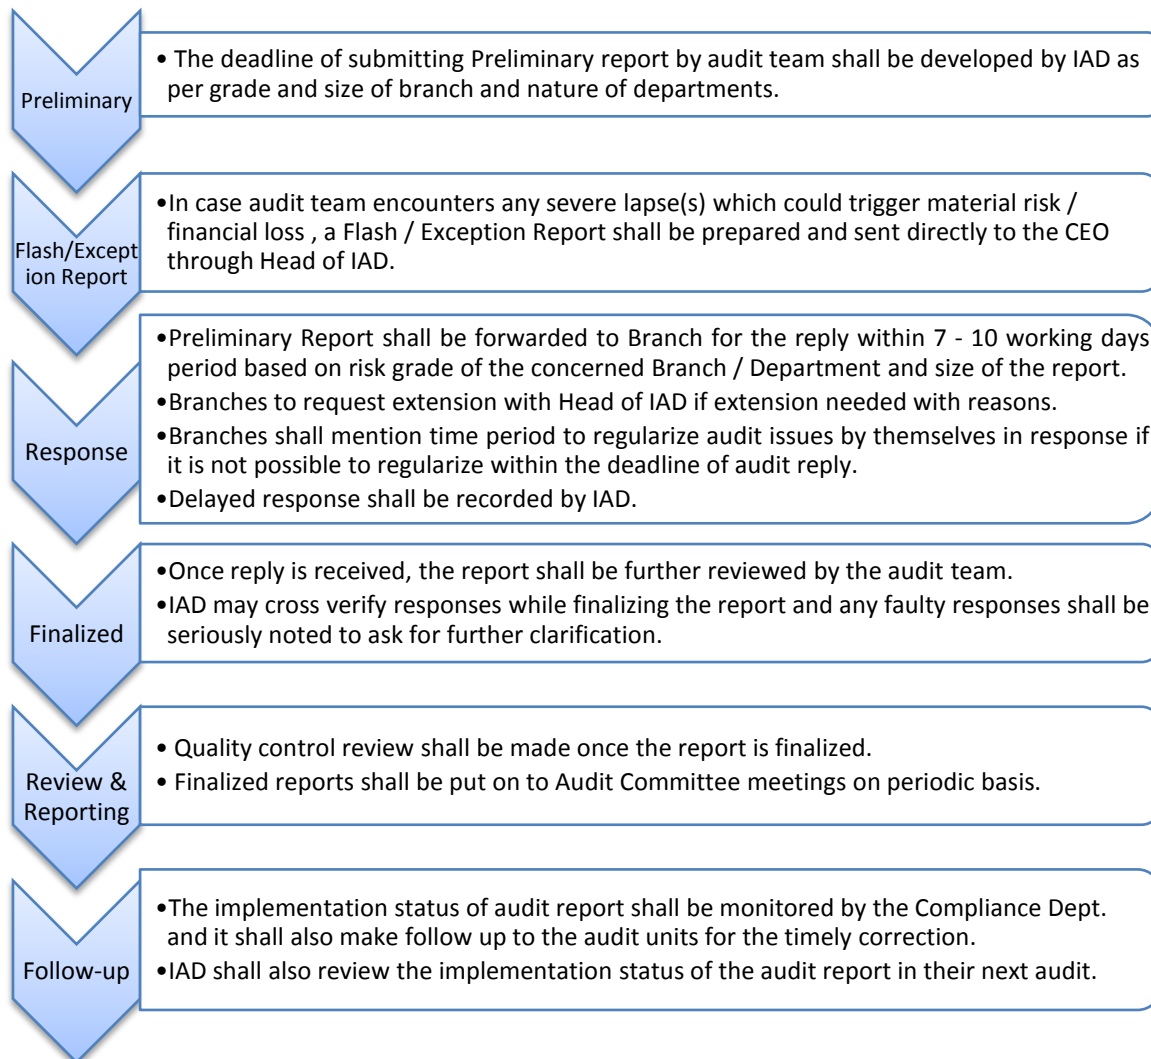 Preliminary
• The deadline of submitting Preliminary report by audit team shall be developed by IAD as
per grade and size of branch and nature of departments.
Flash/Except
ion Report
•In case audit team encounters any severe lapse(s) which could trigger material risk /
financial loss , a Flash / Exception Report shall be prepared and sent directly to the CEO
through Head of IAD.
Response
•Preliminary Report shall be forwarded to Branch for the reply within 7 - 10 working days
period based on risk grade of the concerned Branch / Department and size of the report.
•Branches to request extension with Head of IAD if extension needed with reasons.
•Branches shall mention time period to regularize audit issues by themselves in response if
it is not possible to regularize within the deadline of audit reply.
•Delayed response shall be recorded by IAD.
Finalized
•Once reply is received, the report shall be further reviewed by the audit team.
•IAD may cross verify responses while finalizing the report and any faulty responses shall be
seriously noted to ask for further clarification.
Review &
Reporting
• Quality control review shall be made once the report is finalized.
• Finalized reports shall be put on to Audit Committee meetings on periodic basis.
Follow-up
•The implementation status of audit report shall be monitored by the Compliance Dept.
and it shall also make follow up to the audit units for the timely correction.
•IAD shall also review the implementation status of the audit report in their next audit.